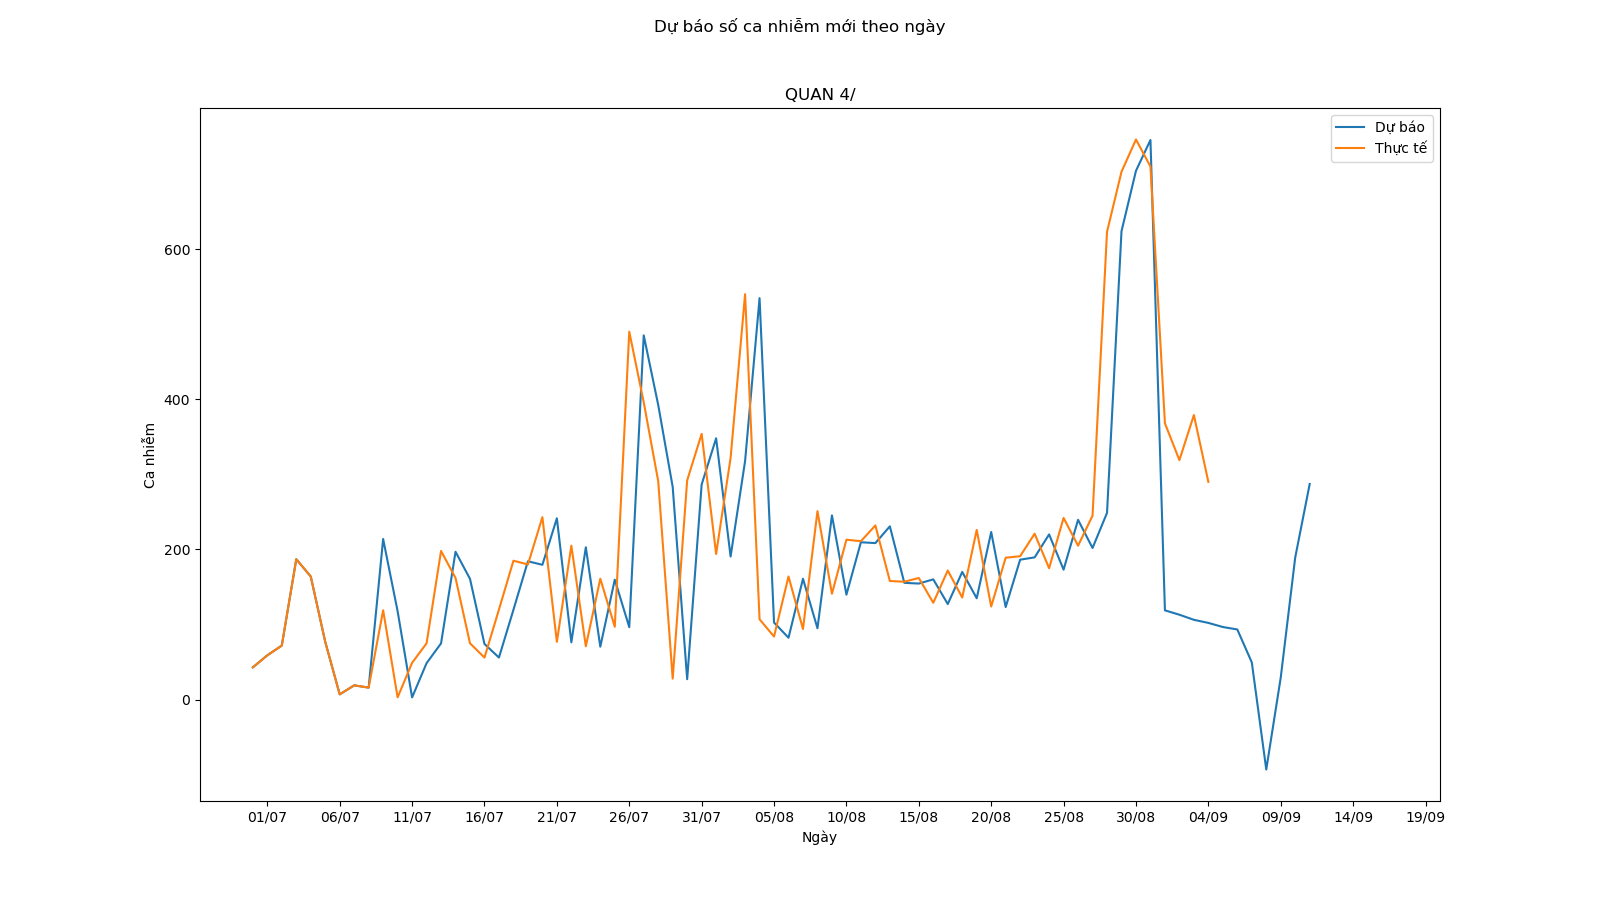 Dự báo số ca nhiễm mới theo ngày
QUAN 4/
Dự báo
Thực tế
600
400
200
0
Ca nhiễm
01/07 06/07 11/07 16/07 21/07 26/07 31/07 05/08 10/08 15/08 20/08 25/08 30/08 04/09 09/09 14/09 19/09
Ngày